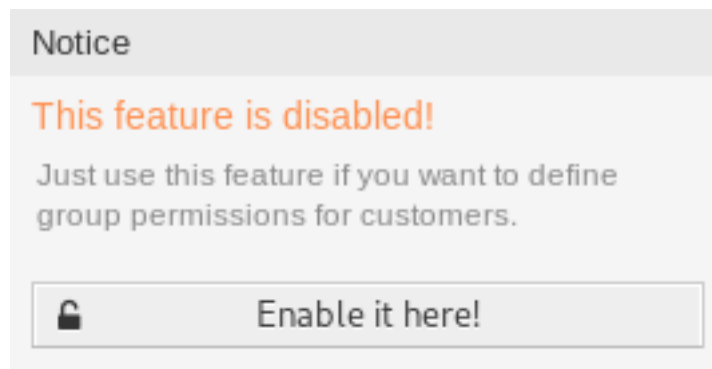 Notice
This feature is disabled!
Just use this feature if you want to define
group permissions for customers.
Enable it here!